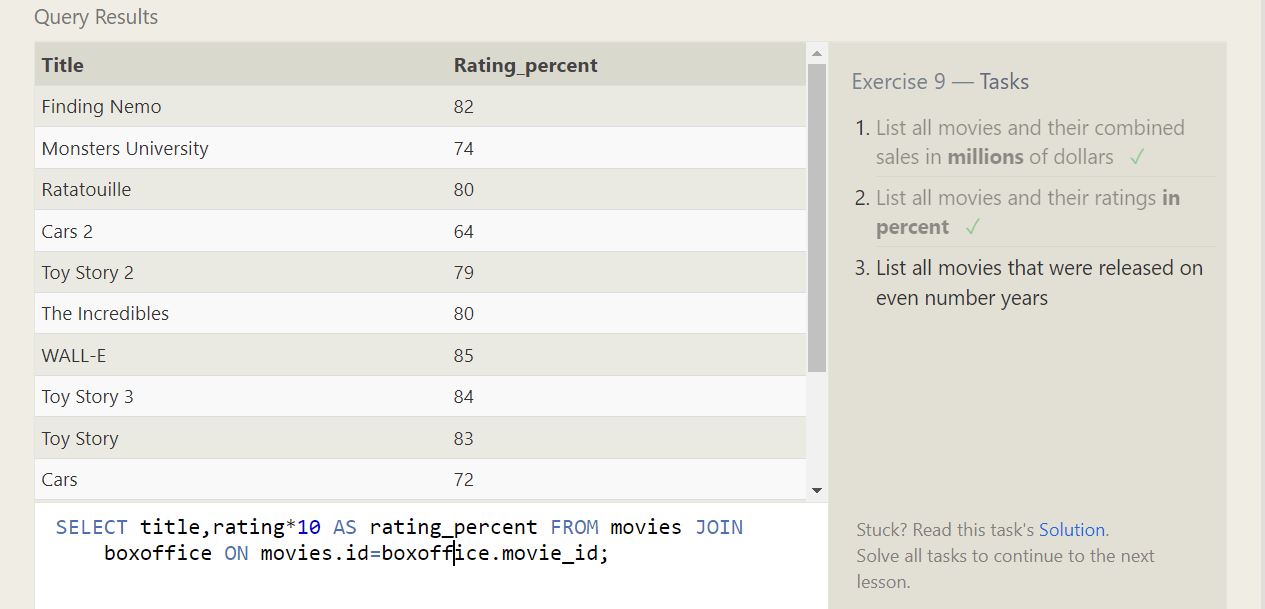 Query Results
Title Rating_percent
Finding Nemo 82
Monsters University 74
Ratatouille 80
Cars 2 64
Toy Story 2 79
The Incredibles 80
WALL-E 85
Toy Story 3 84
Toy Story 83
Cars 72
SELECT title,rating*10 AS rating_percent FROM movies JOIN
boxoffice ON movies.id=boxoffice.movie_id;
Exercise 9 — Tasks
1. List all movies and their combined
sales in millions of dollars ✓
2. List all movies and their ratings in
percent ✓
3. List all movies that were released on
even number years
Stuck? Read this task's Solution.
Solve all tasks to continue to the next
lesson.